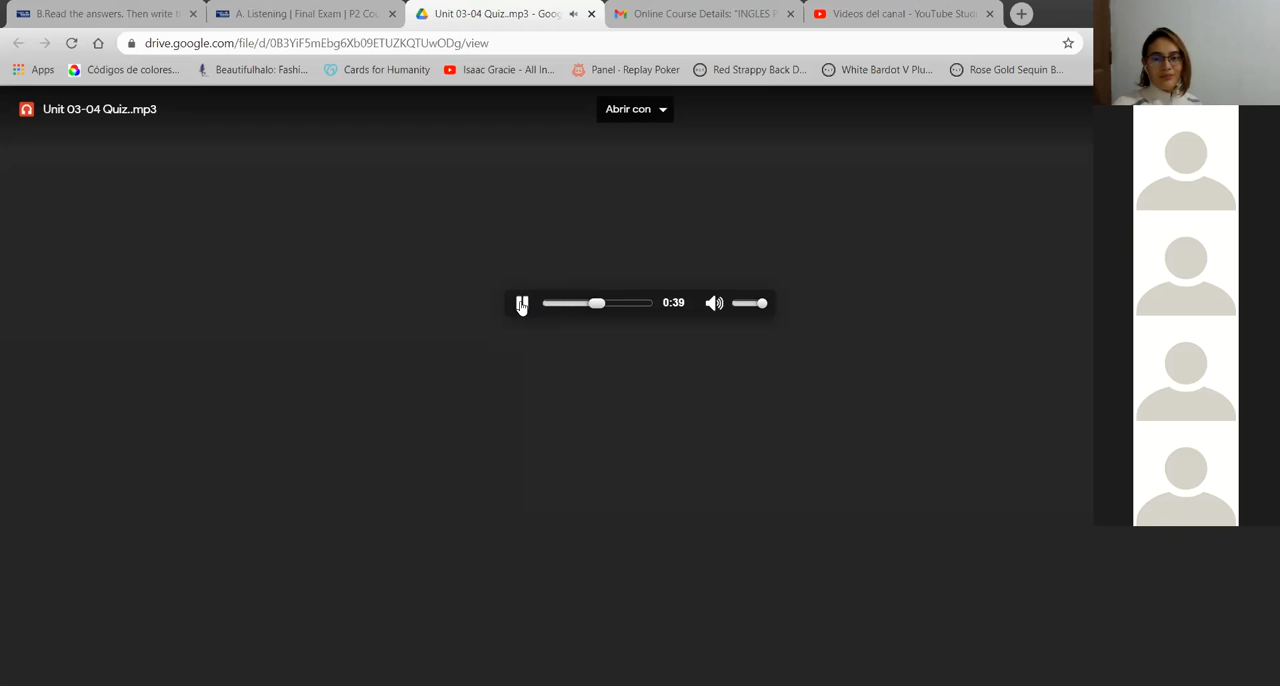 B.Read the answers. Then write t
A. Listening | Final Exam | P2 Co
Unit 03-04 Quiz..mp3 - Goog
Online Course Details: "INGLES P
Videos del canal - YouTube Stud
drive.google.com/file/d/0B3YiF5mEbg6Xb09ETUZKQTUwODg/view
Apps
Códigos de colores...
Beautifulhalo: Fashi...
Cards for Humanity
Isaac Gracie - All In...
Panel · Replay Poker
Red Strappy Back D...
White Bardot V Plu...
Rose Gold Sequin B...
Unit 03-04 Quiz..mp3
Abrir con
0:39